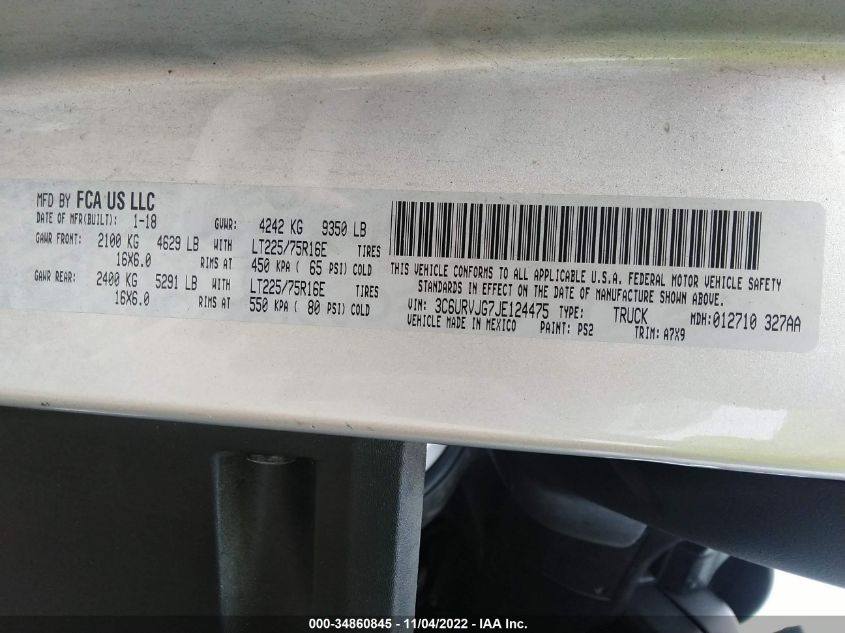 MFD BY FCA US LLC
DATE OF MFR(BUILT): 1-18 GVWR: 4242 KG 9350 LB
GAWR FRONT: 2100 KG 4629 LB WITH LT225/75R16E TIRES
16X6.0 RIMS AT 450 KPA ( 65 PSI) COLD
GAWR REAR: 2400 KG 5291 LB WITH LT225/75R16E TIRES
16X6.0 RIMS AT 550 KPA ( 80 PSI) COLD
THIS VEHICLE CONFORMS TO ALL APPLICABLE U.S.A. FEDERAL MOTOR VEHICLE SAFETY
STANDARDS IN EFFECT ON THE DATE OF MANUFACTURE SHOWN ABOVE.
VIN: 3C6URVJG7JE124475 TYPE: TRUCK MDH:012710 327AA
VEHICLE MADE IN MEXICO PAINT: PS2 TRIM: A7X9
000-34860845 - 11/04/2022 - IAA Inc.